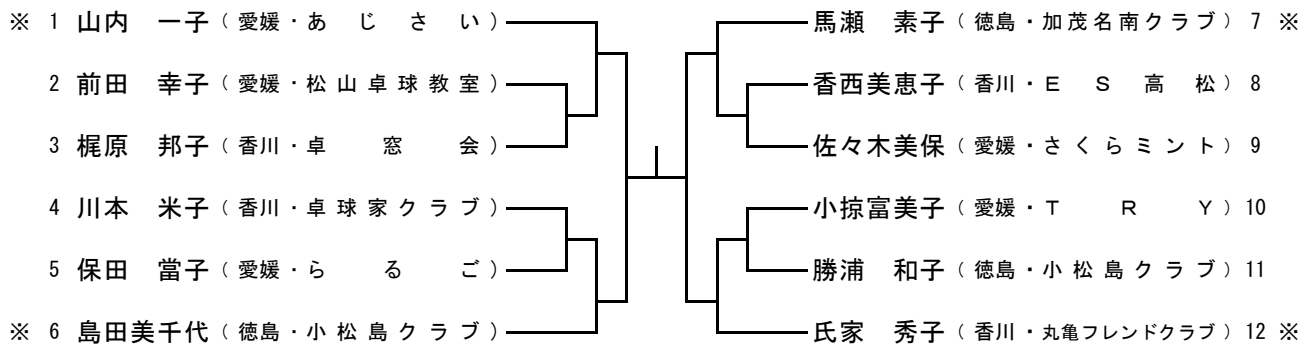 ※ 1 山内 一子 (愛媛・あじさい)
2 前田 幸子 (愛媛・松山卓球教室)
3 梶原 邦子 (香川・卓窓会)
4 川本 米子 (香川・卓球家クラブ)
5 保田 當子 (愛媛・らるご)
※ 6 島田美千代 (徳島・小松島クラブ)
馬瀬 素子 (徳島・加茂名南クラブ) 7 ※
香西美恵子 (香川・ES高松) 8
佐々木美保 (愛媛・さくらミント) 9
小掠富美子 (愛媛・TRY) 10
勝浦 和子 (徳島・小松島クラブ) 11
氏家 秀子 (香川・丸亀フレンドクラブ) 12 ※